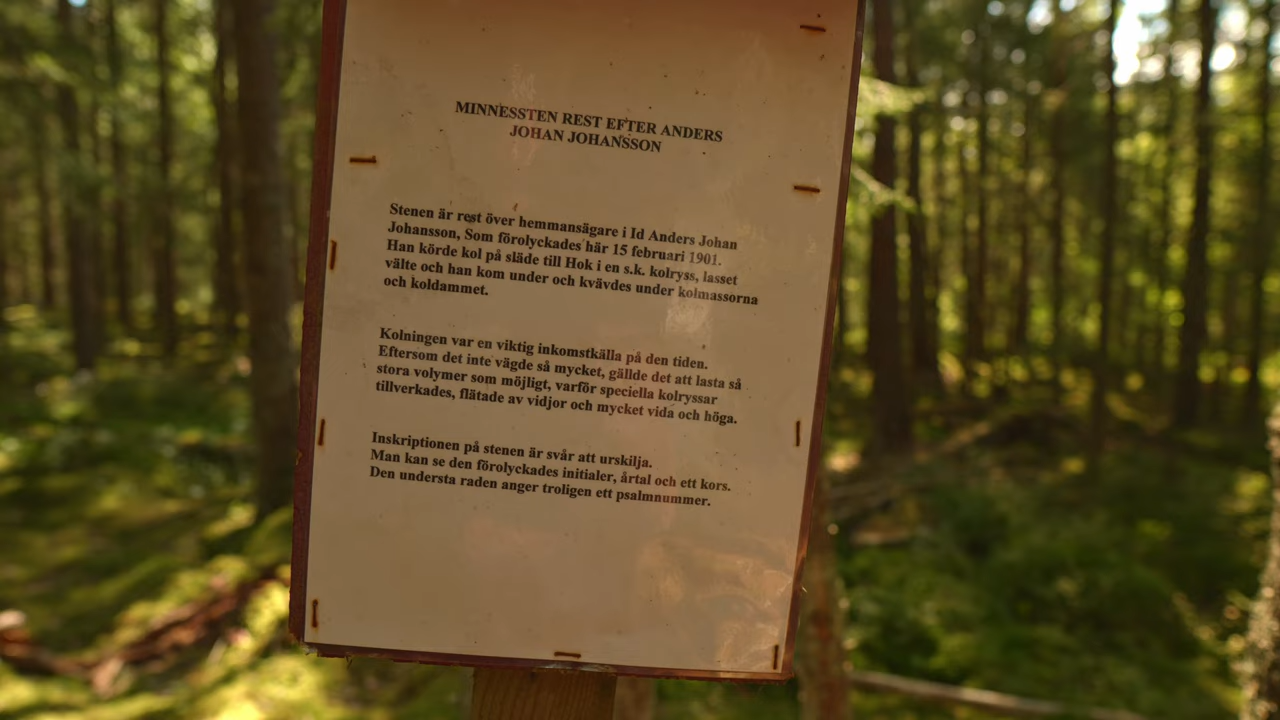 MINNESSTEN REST EFTER ANDERS
JOHAN JOHANSSON
Stenen är rest över hemmansägare i Id Anders Johan
Johansson, Som förolyckades här 15 februari 1901.
Han körde kol på släde till Hok i en s.k. kolryss, lasset
välte och han kom under och kvävdes under kolmassorna
och koldammet.
Kolningen var en viktig inkomstkälla på den tiden.
Eftersom det inte vägde så mycket, gällde det att lasta så
stora volymer som möjligt, varför speciella kolryssar
tillverkades, flätade av vidjor och mycket vida och höga.
Inskriptionen på stenen är svår att urskilja.
Man kan se den förolyckades initialer, årtal och ett kors.
Den understa raden anger troligen ett psalmnummer.